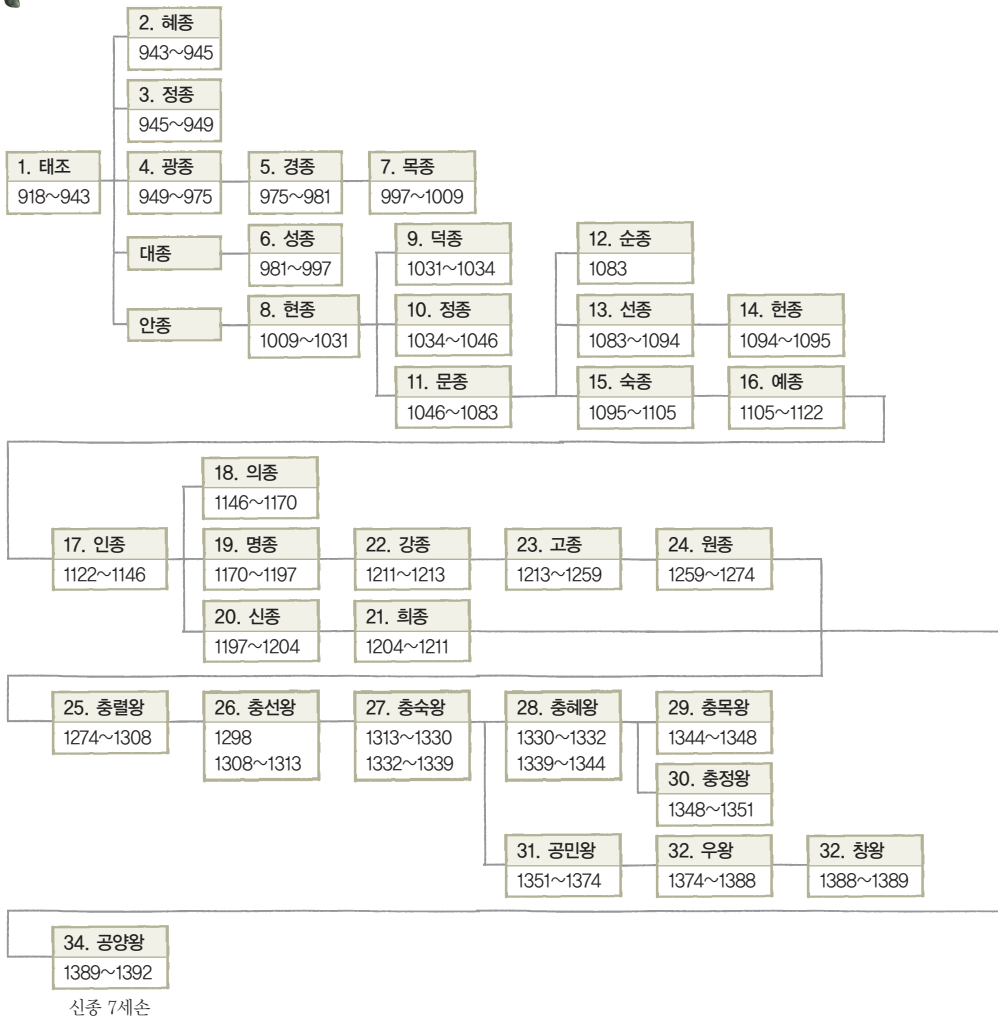 2. 혜종
943~945
3. 정종
945~949
1. 태조
918~943
4. 광종
949~975
5. 경종
975~981
7. 목종
997~1009
대종
6. 성종
981~997
안종
8. 현종
1009~1031
9. 덕종
1031~1034
10. 정종
1034~1046
11. 문종
1046~1083
12. 순종
1083
13. 선종
1083~1094
14. 헌종
1094~1095
15. 숙종
1095~1105
16. 예종
1105~1122
17. 인종
1122~1146
18. 의종
1146~1170
19. 명종
1170~1197
22. 강종
1211~1213
23. 고종
1213~1259
24. 원종
1259~1274
20. 신종
1197~1204
21. 희종
1204~1211
25. 충렬왕
1274~1308
26. 충선왕
1298
1308~1313
27. 충숙왕
1313~1330
1332~1339
28. 충혜왕
1330~1332
1339~1344
29. 충목왕
1344~1348
30. 충정왕
1348~1351
31. 공민왕
1351~1374
32. 우왕
1374~1388
32. 창왕
1388~1389
34. 공양왕
1389~1392
신종 7세손